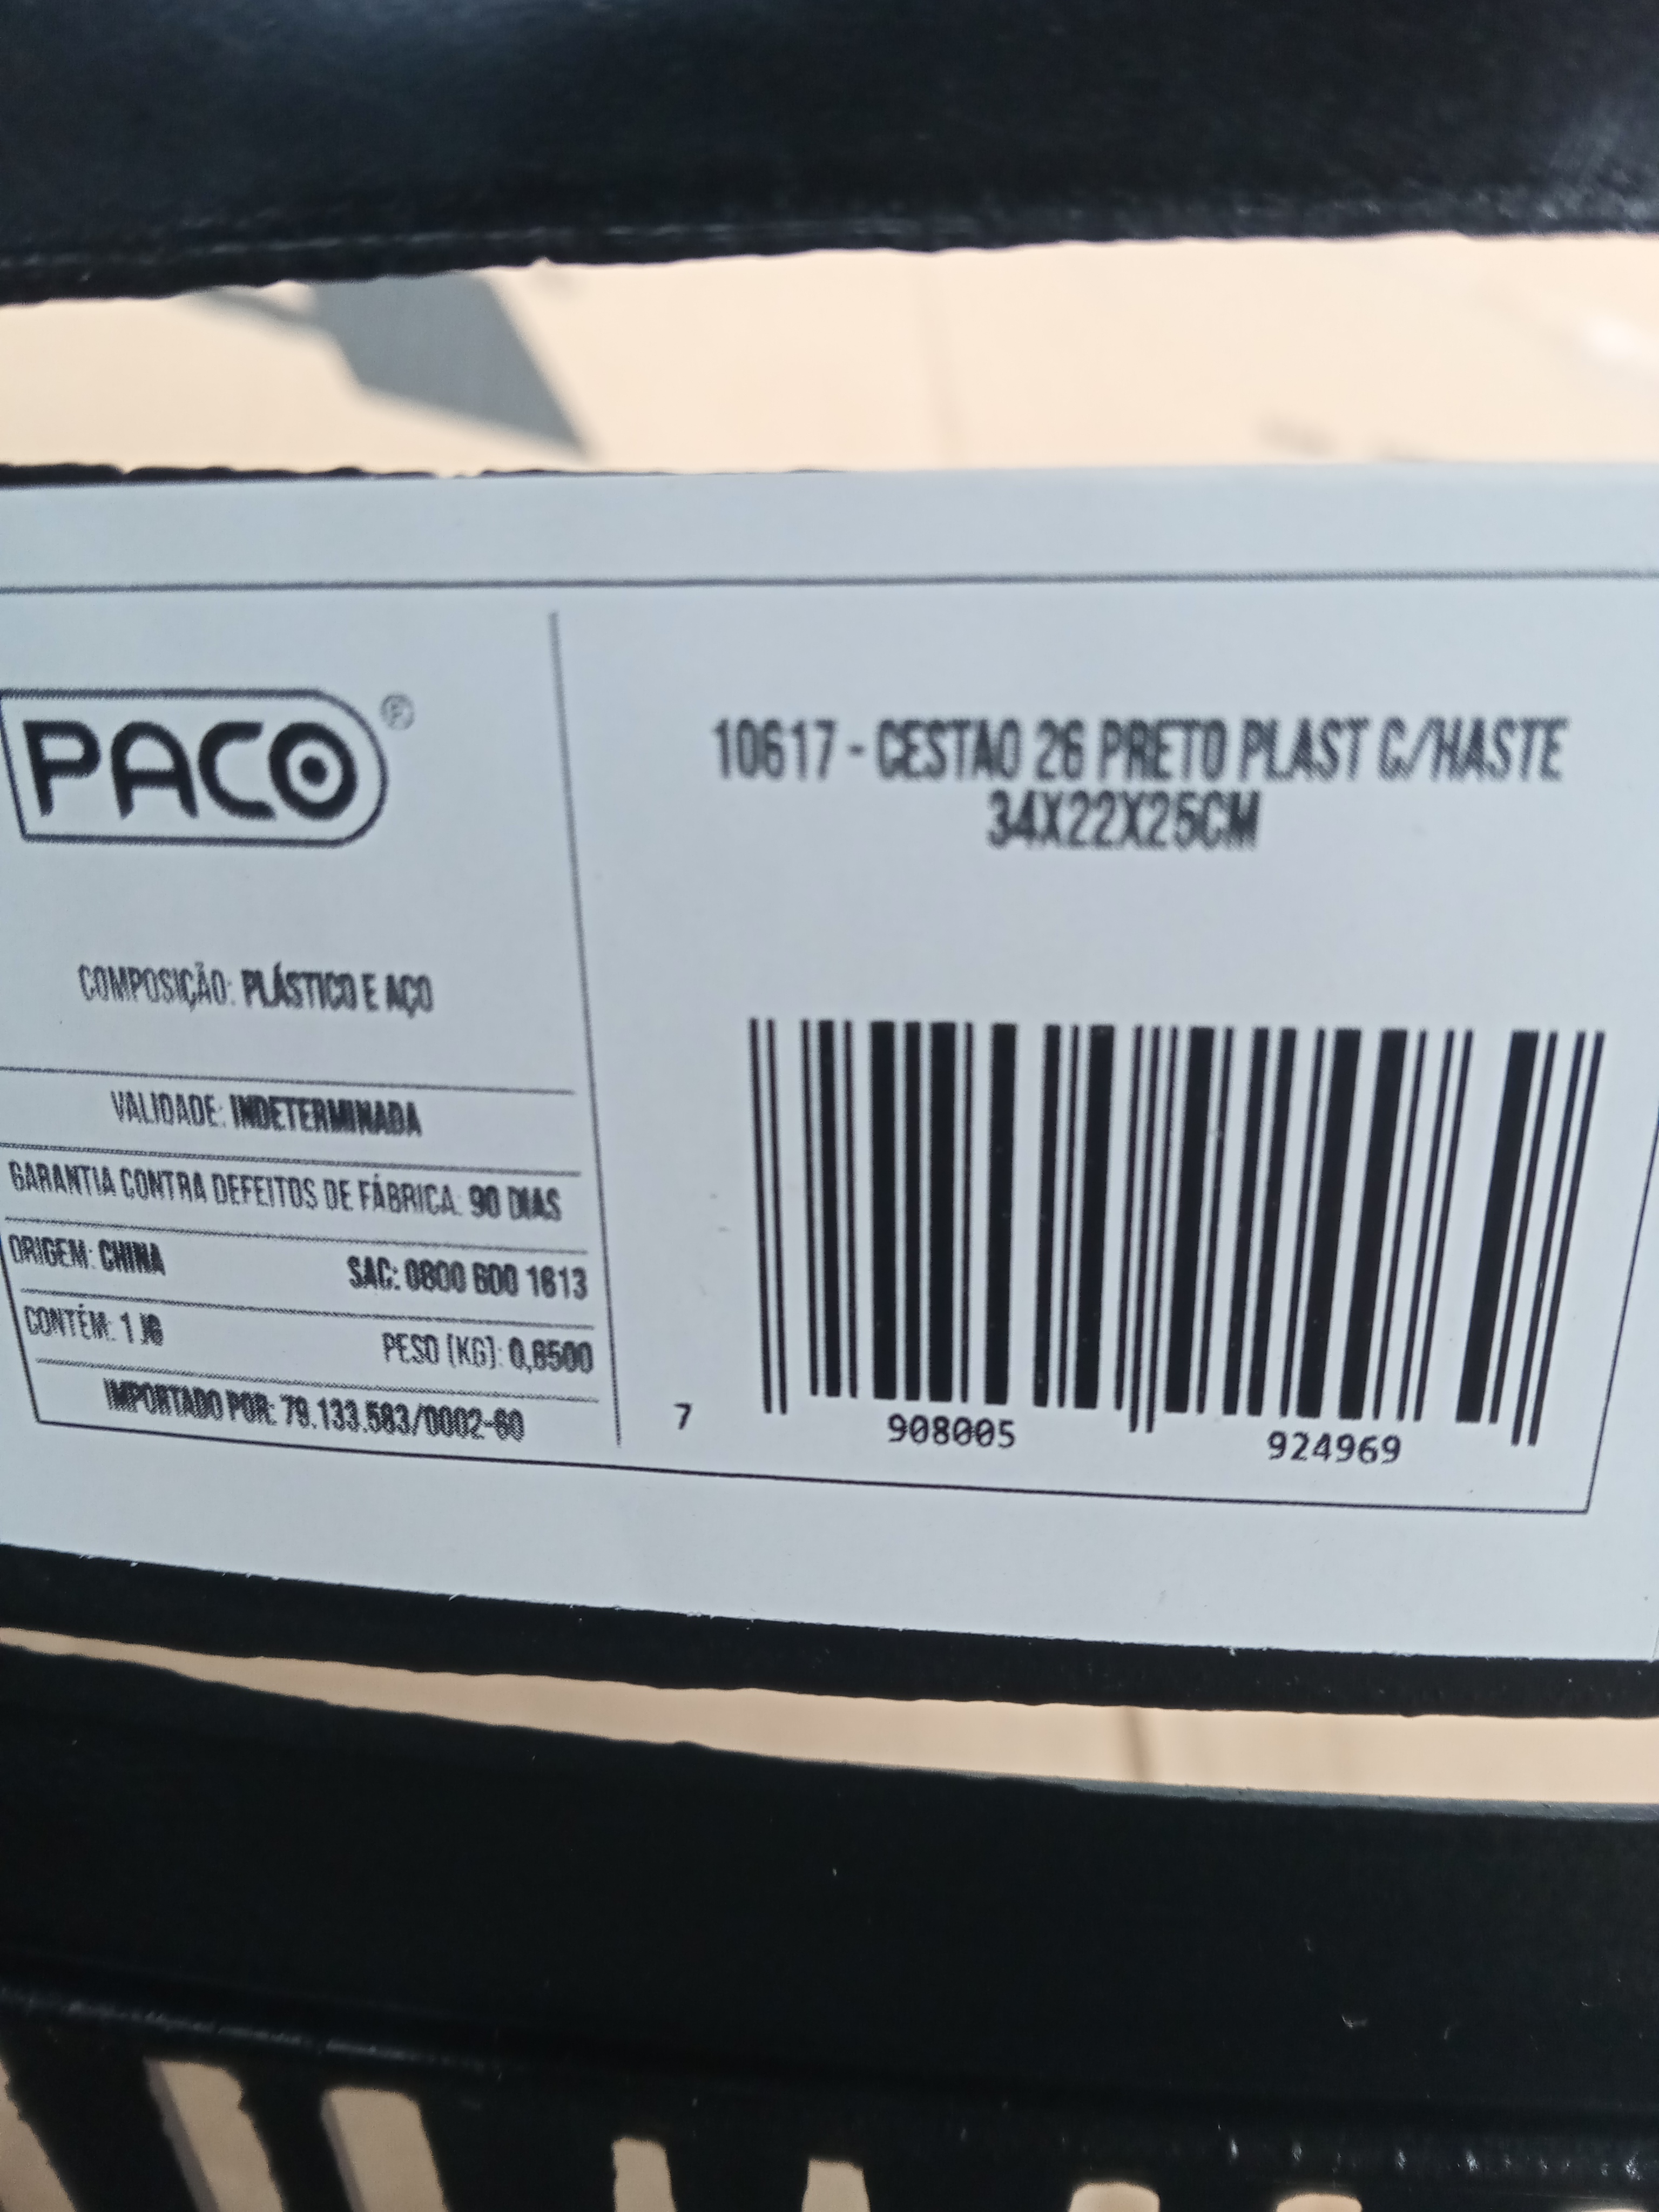 PACO®
10617 - CESTAO 26 PRETO PLAST C/HASTE
34X22X25CM
COMPOSIÇÃO: PLÁSTICO E AÇO
VALIDADE: INDETERMINADA
GARANTIA CONTRA DEFEITOS DE FÁBRICA: 90 DIAS
ORIGEM: CHINA SAC: 0800 600 1613
CONTÉM: 1 JG PESO (KG): 0,6500
IMPORTADO POR: 79.133.583/0002-60
7 908005 924969